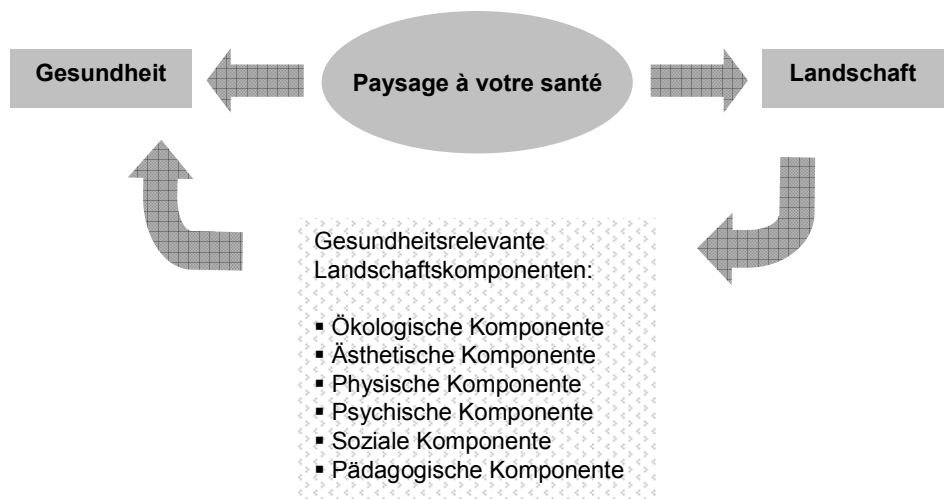 Gesundheit
Paysage à votre santé
Landschaft
Gesundheitsrelevante
Landschaftskomponenten:
▪ Ökologische Komponente
▪ Ästhetische Komponente
▪ Physische Komponente
▪ Psychische Komponente
▪ Soziale Komponente
▪ Pädagogische Komponente